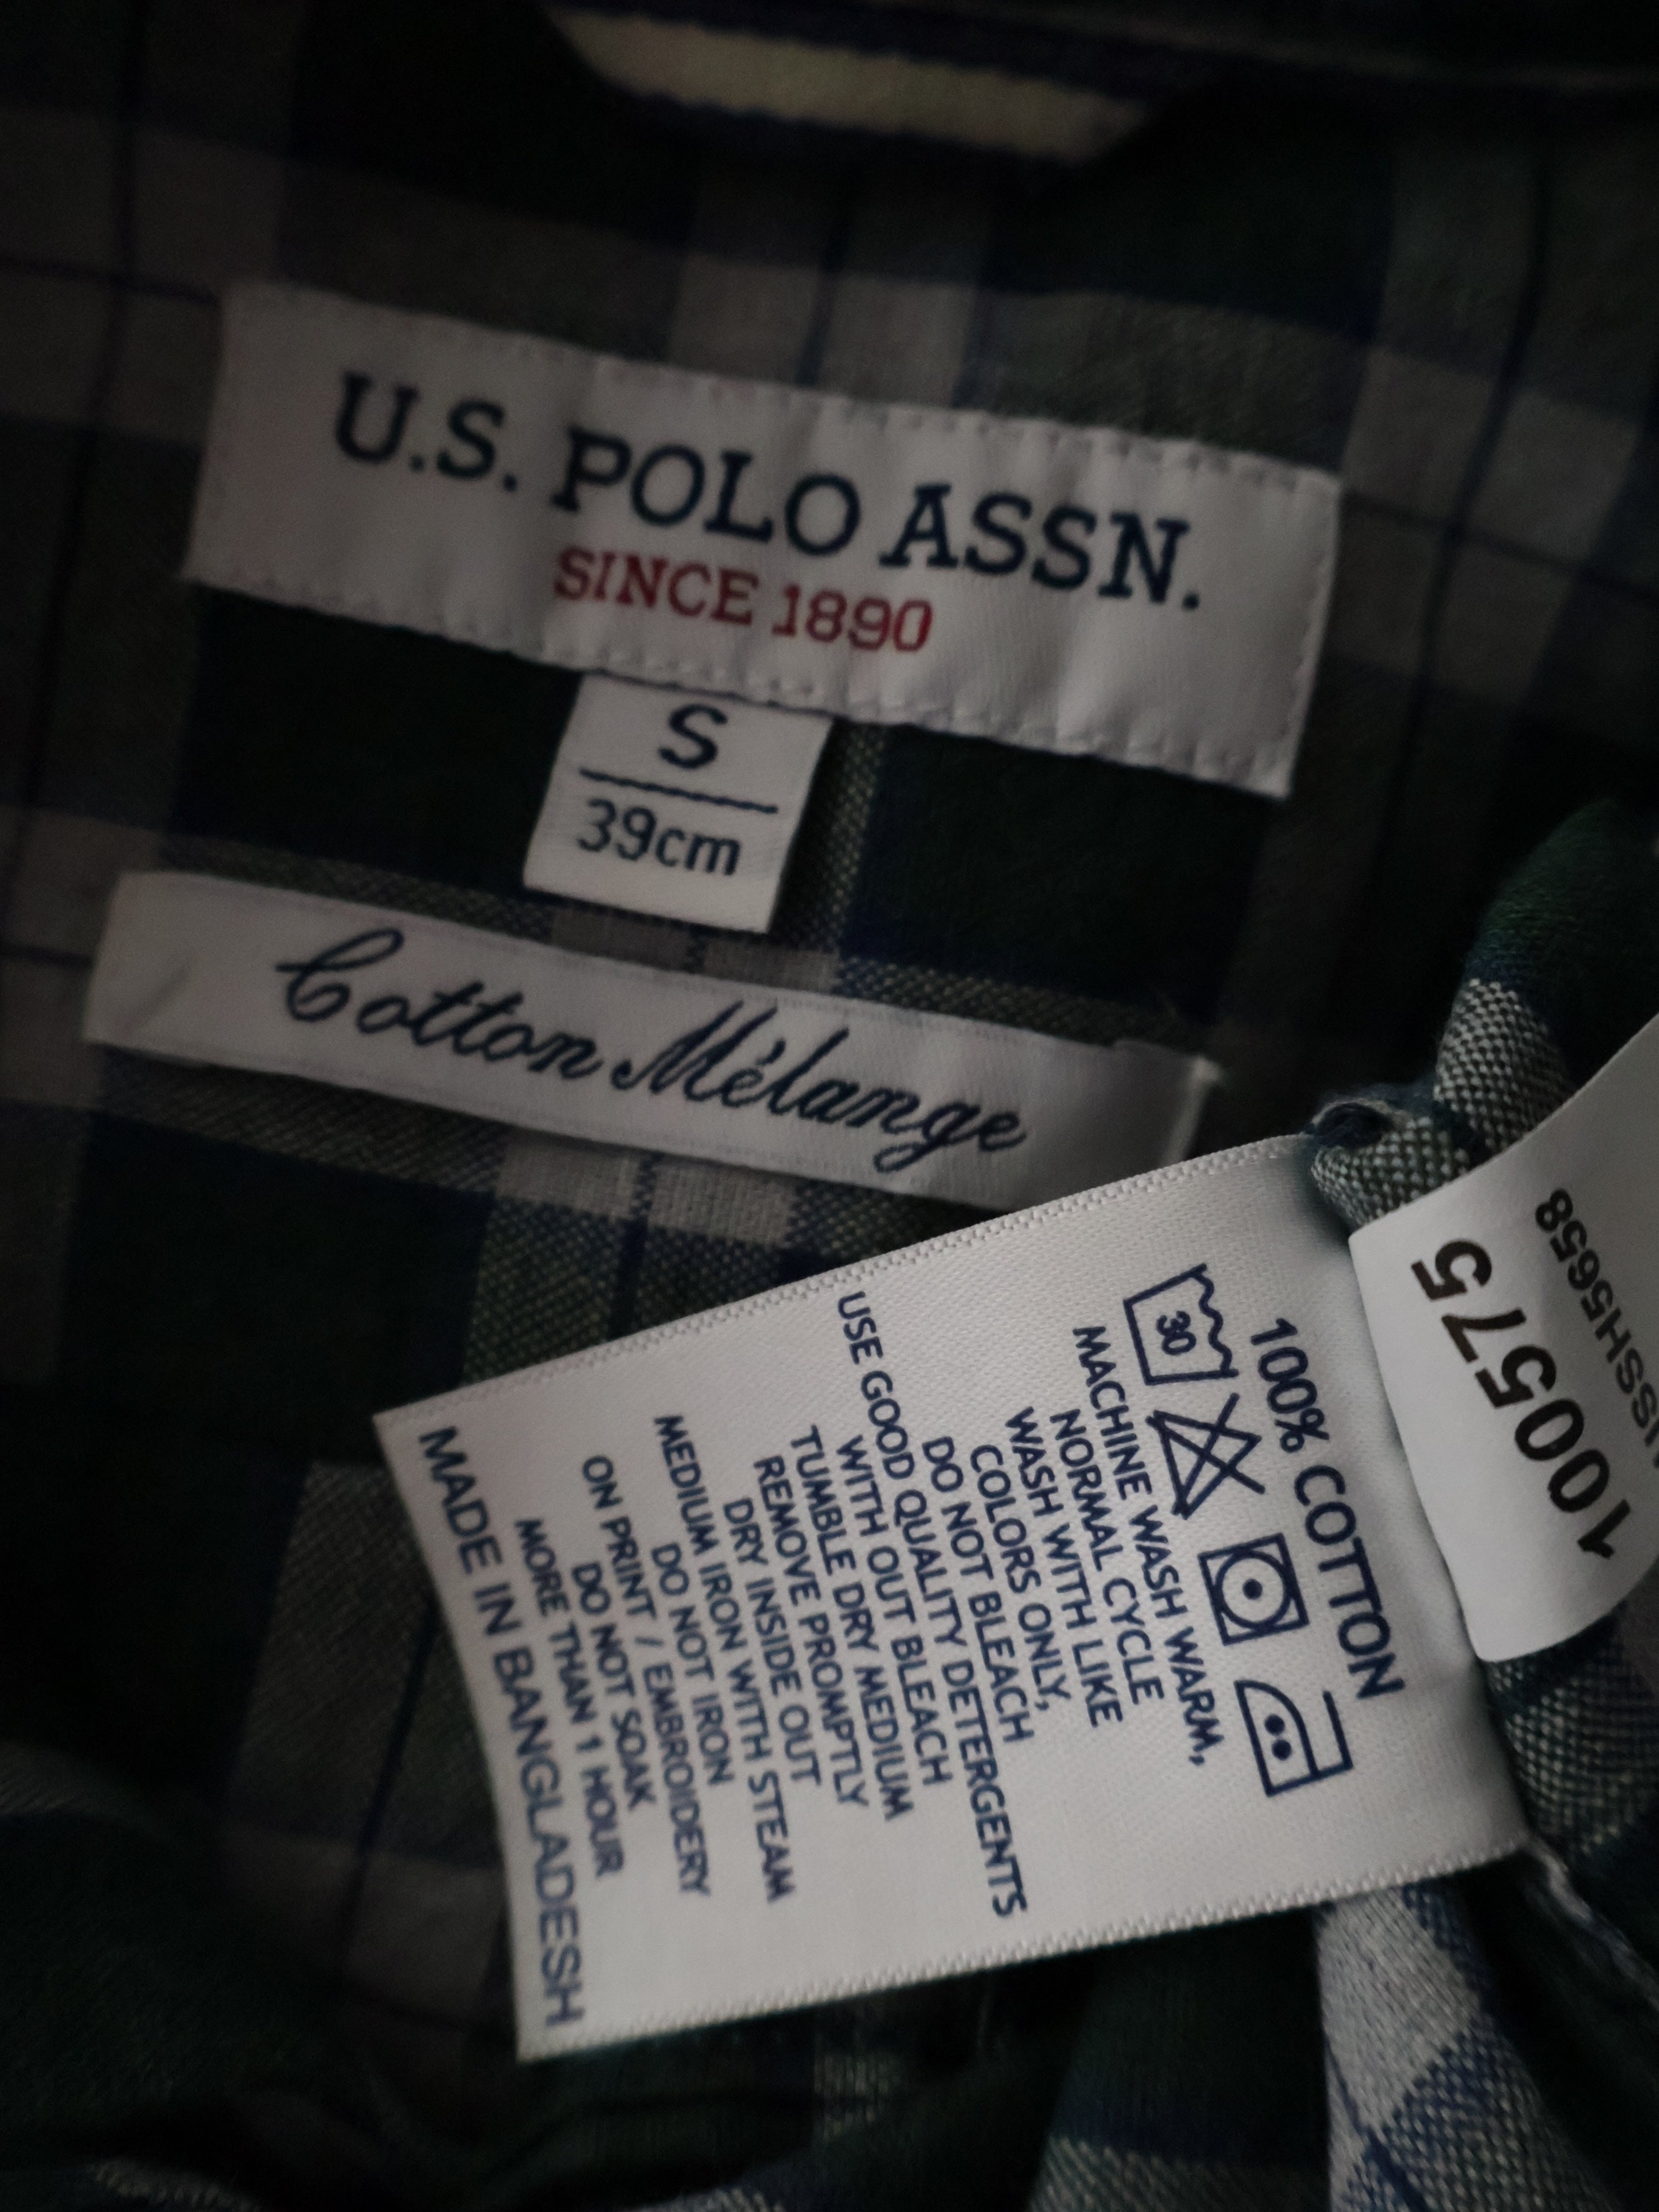 U.S. POLO ASSN.
SINCE 1890
S
39cm
Cotton Mélange
100% COTTON
30
MACHINE WASH WARM,
NORMAL CYCLE
WASH WITH LIKE
COLORS ONLY,
DO NOT BLEACH
USE GOOD QUALITY DETERGENTS
WITH OUT BLEACH
TUMBLE DRY MEDIUM
REMOVE PROMPTLY
DRY INSIDE OUT
MEDIUM IRON WITH STEAM
DO NOT IRON
ON PRINT / EMBROIDERY
DO NOT SOAK
MORE THAN 1 HOUR
MADE IN BANGLADESH
100575